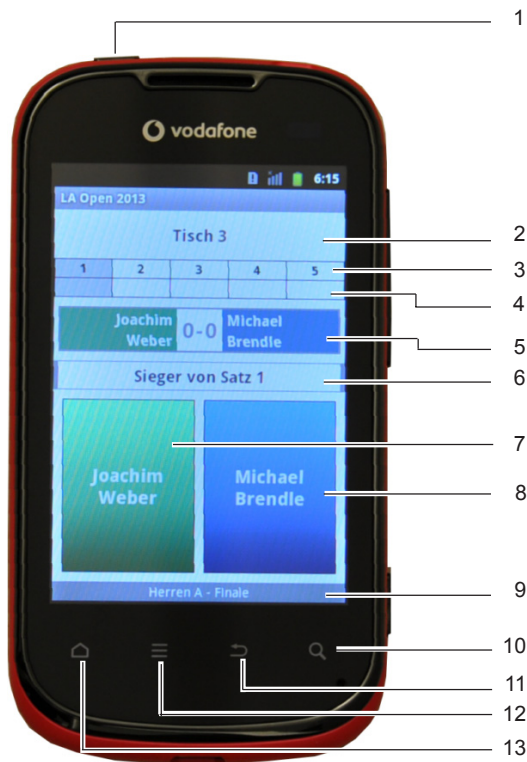 1
vodafone
6:15
LA Open 2013
2
Tisch 3
3
1 2 3 4 5
4
Joachim Weber
0-0
Michael Brendle
5
Sieger von Satz 1
6
7
Joachim
Weber
Michael
Brendle
8
Herren A - Finale
9
10
11
12
13